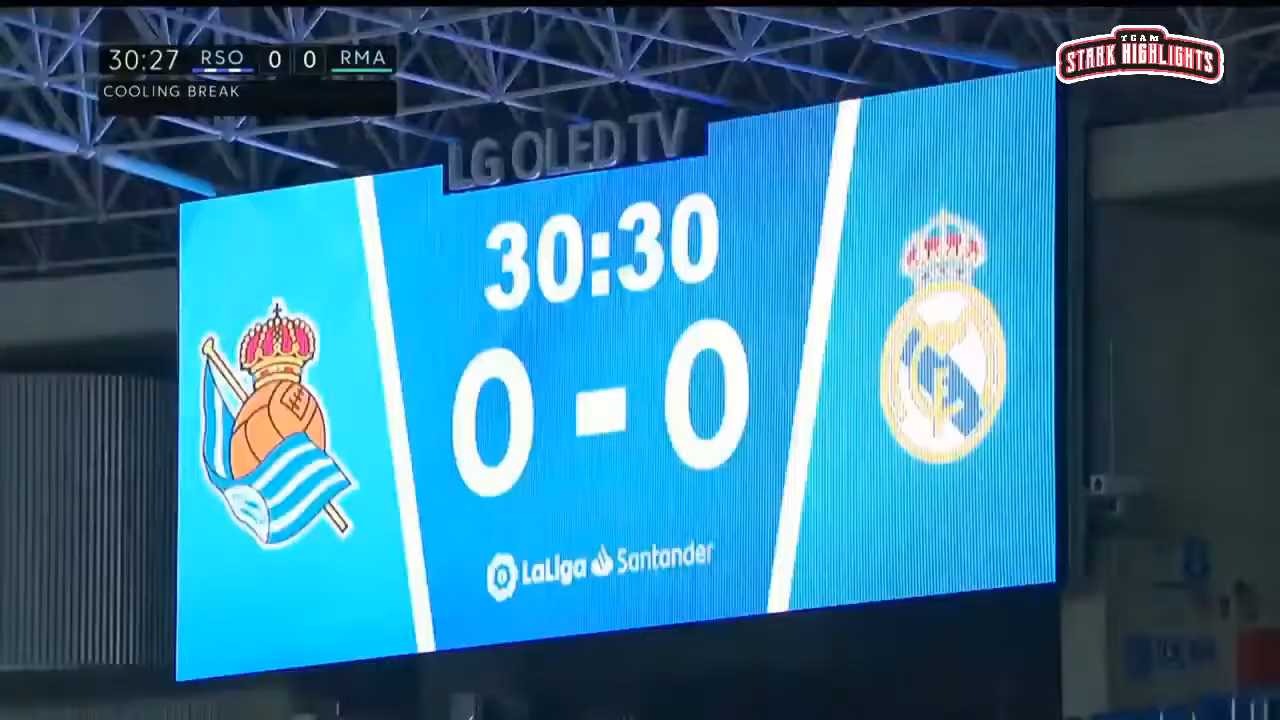 30:27 RSO 0 0 RMA
COOLING BREAK
TEAM
STARK HIGHLIGHTS
LG OLED TV
30:30
0 - 0
LaLiga Santander